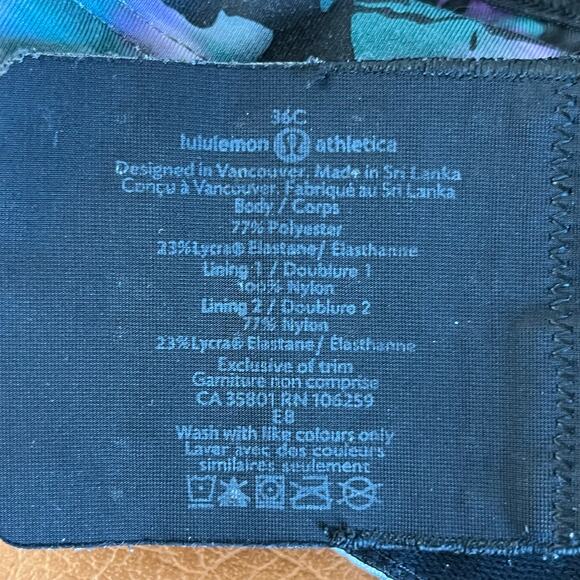 36C
lululemon athletica
Designed in Vancouver, Made in Sri Lanka
Conçu à Vancouver, Fabriqué au Sri Lanka
Body / Corps
77% Polyester
23%Lycra® Elastane/ Élasthanne
Lining 1 / Doublure 1
100% Nylon
Lining 2 / Doublure 2
77% Nylon
23%Lycra® Elastane/ Élasthanne
Exclusive of trim
Garniture non comprise
CA 35801 RN 106259
E8
Wash with like colours only
Laver avec des couleurs
similaires seulement